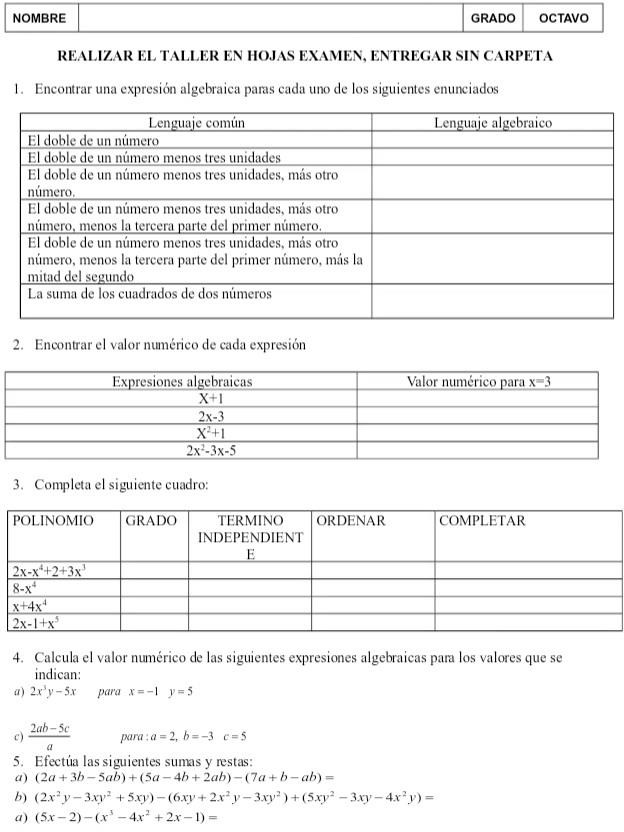 NOMBRE GRADO OCTAVO
REALIZAR EL TALLER EN HOJAS EXAMEN, ENTREGAR SIN CARPETA
1. Encontrar una expresión algebraica paras cada uno de los siguientes enunciados
Lenguaje común Lenguaje algebraico
El doble de un número
El doble de un número menos tres unidades
El doble de un número menos tres unidades, más otro
número.
El doble de un número menos tres unidades, más otro
número, menos la tercera parte del primer número.
El doble de un número menos tres unidades, más otro
número, menos la tercera parte del primer número, más la
mitad del segundo
La suma de los cuadrados de dos números
2. Encontrar el valor numérico de cada expresión
Expresiones algebraicas Valor numérico para x=3
X+1
2x-3
X²+1
2x²-3x-5
3. Completa el siguiente cuadro:
POLINOMIO GRADO TERMINO ORDENAR COMPLETAR
INDEPENDIENT
E
2x-x⁴+2+3x³
8-x⁴
x+4x⁴
2x-1+x⁵
4. Calcula el valor numérico de las siguientes expresiones algebraicas para los valores que se
indican:
a) 2x³y−5x para x=−1 y=5
c) (2ab−5c)/a para: a=2, b=−3 c=5
5. Efectúa las siguientes sumas y restas:
a) (2a+3b−5ab)+(5a−4b+2ab)−(7a+b−ab)=
b) (2x²y−3xy²+5xy)−(6xy+2x²y−3xy²)+(5xy²−3xy−4x²y)=
a) (5x−2)−(x³−4x²+2x−1)=